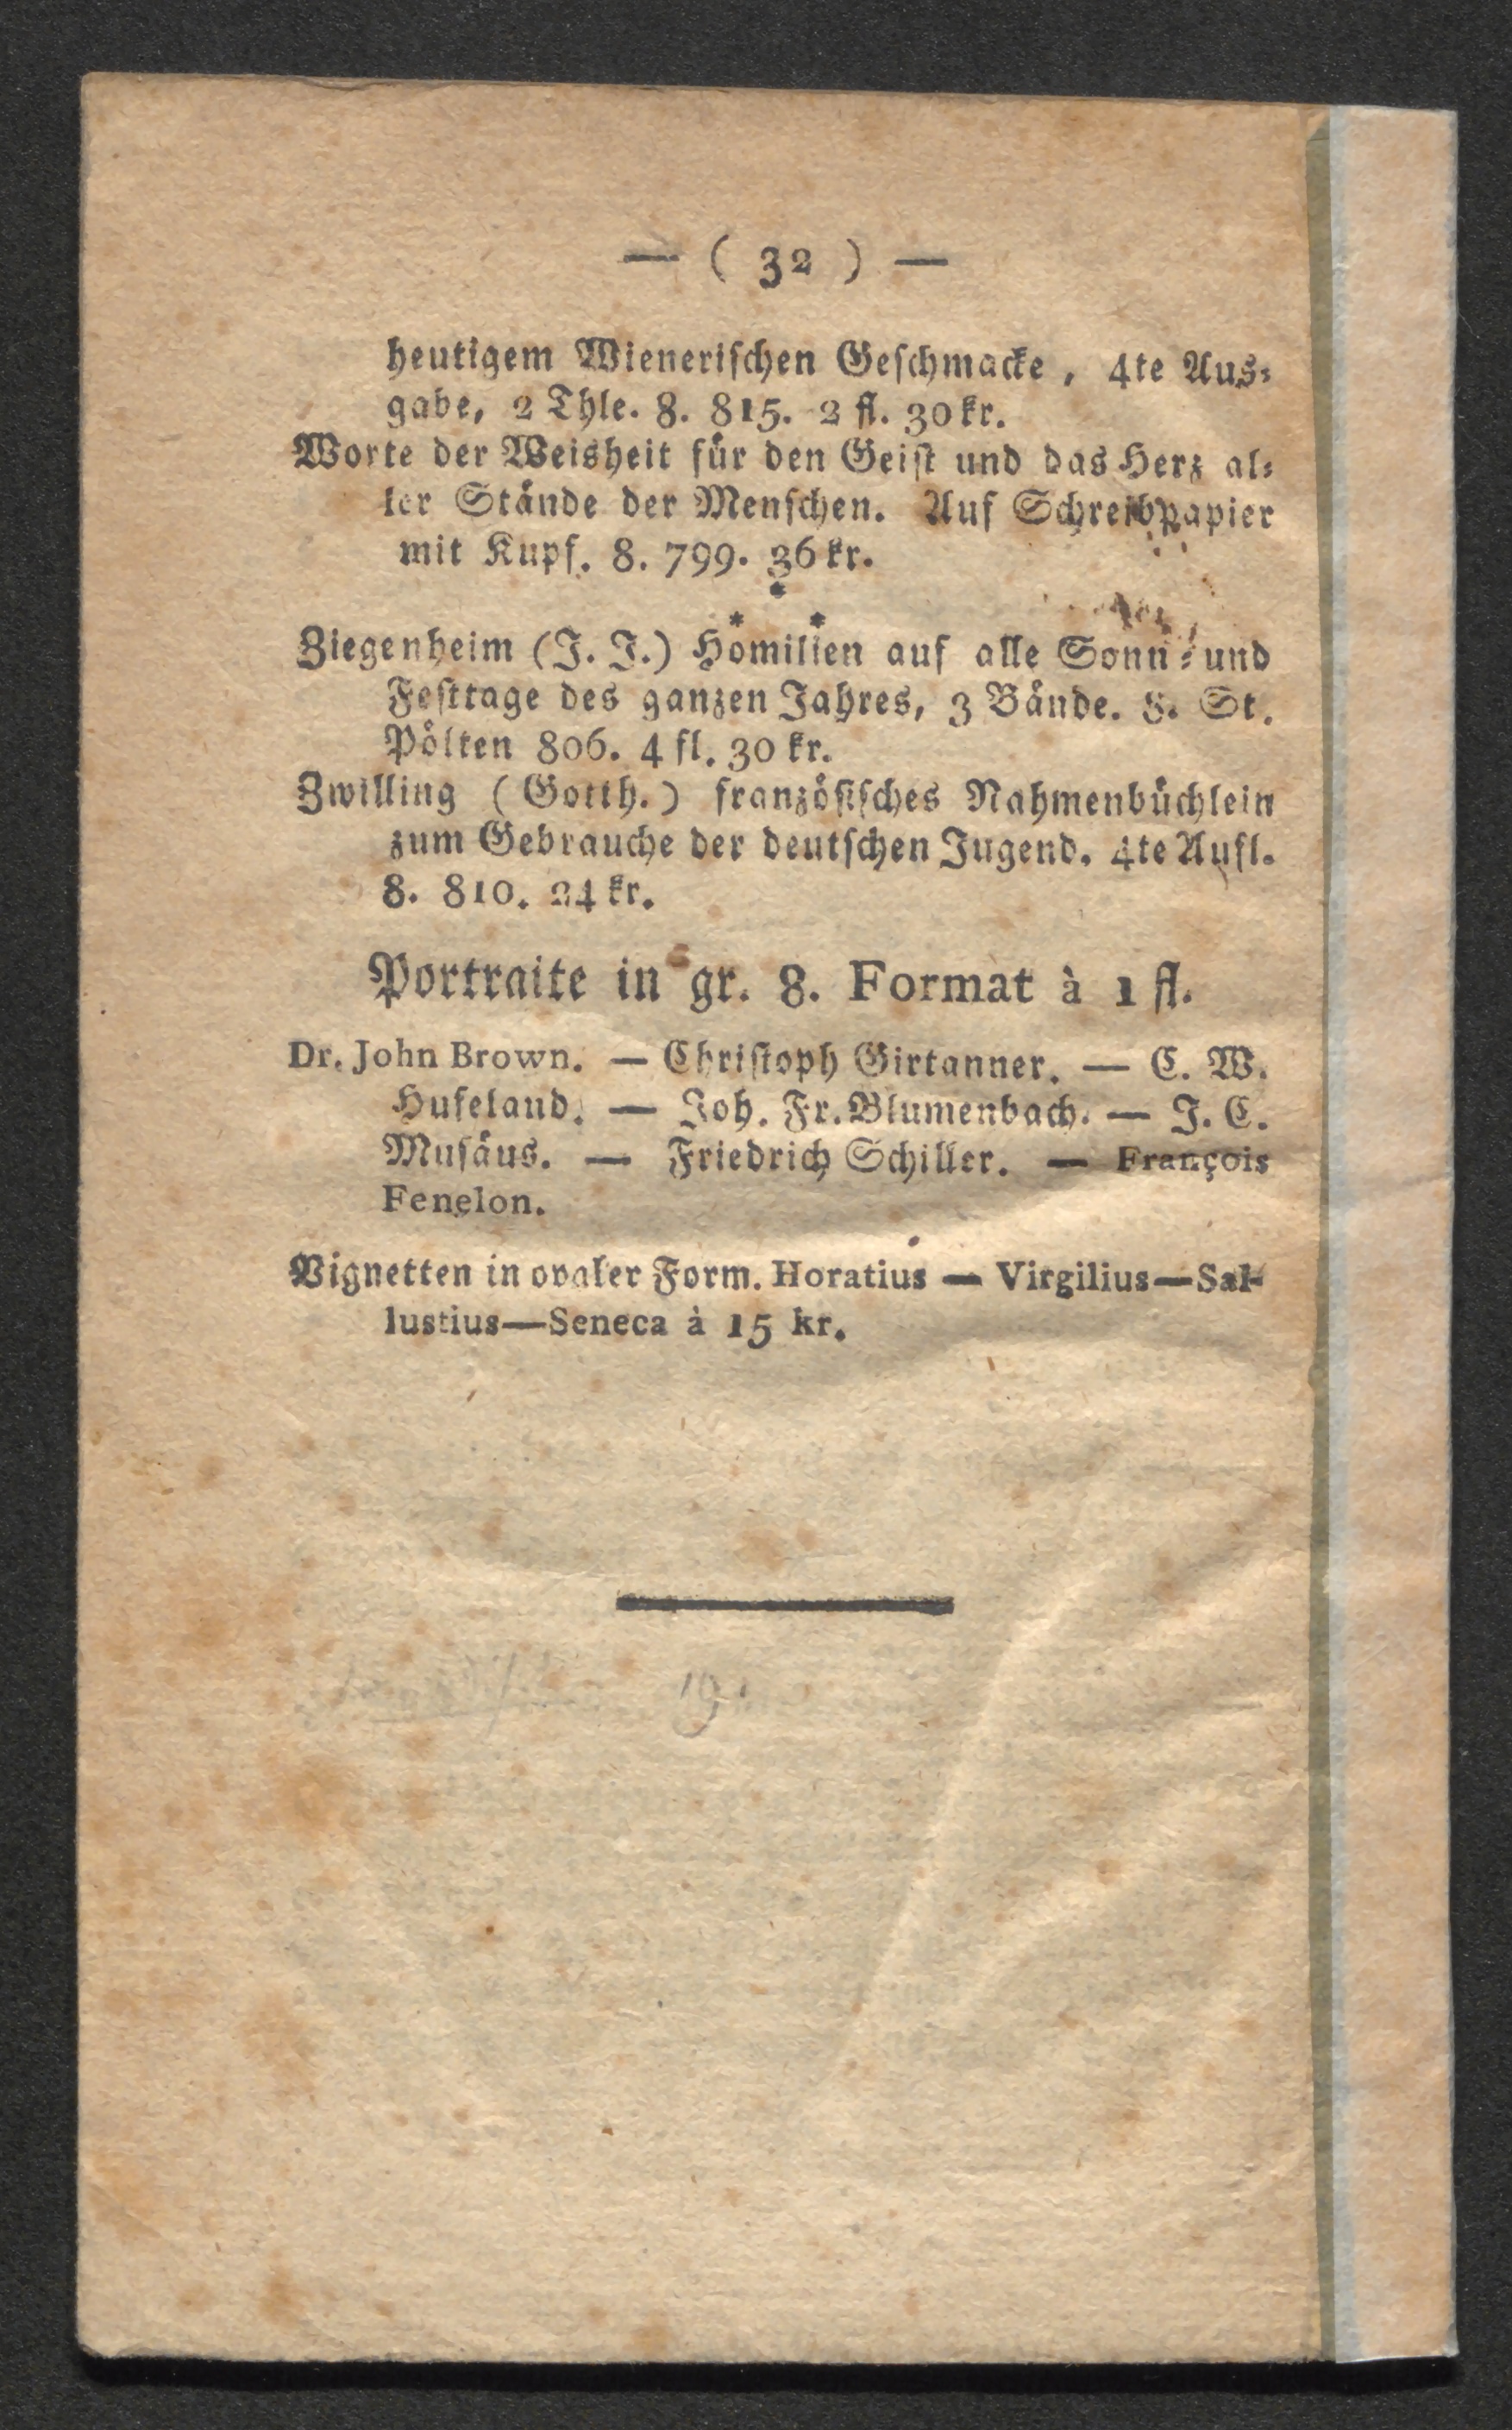 — ( 32 ) —
heutigem Wienerischen Geschmacke, 4te Aus-
gabe, 2 Thle. 8. 815. 2 fl. 30 kr.
Worte der Weisheit für den Geist und das Herz al-
ler Stände der Menschen. Auf Schreibpapier
mit Kupf. 8. 799. 36 kr.
*
* *
Ziegenheim (J. J.) Homilien auf alle Sonn- und
Festtage des ganzen Jahres, 3 Bände. 8. St.
Pölten 806. 4 fl. 30 kr.
Zwilling (Gotth.) französisches Nahmenbüchlein
zum Gebrauche der deutschen Jugend. 4te Aufl.
8. 810. 24 kr.
Portraite in gr. 8. Format à 1 fl.
Dr. John Brown. — Christoph Girtanner. — C. W.
Hufeland. — Joh. Fr. Blumenbach. — J. C.
Musäus. — Friedrich Schiller. — François
Fenelon.
Vignetten in ovaler Form. Horatius — Virgilius — Sal-
lustius — Seneca à 15 kr.
19.